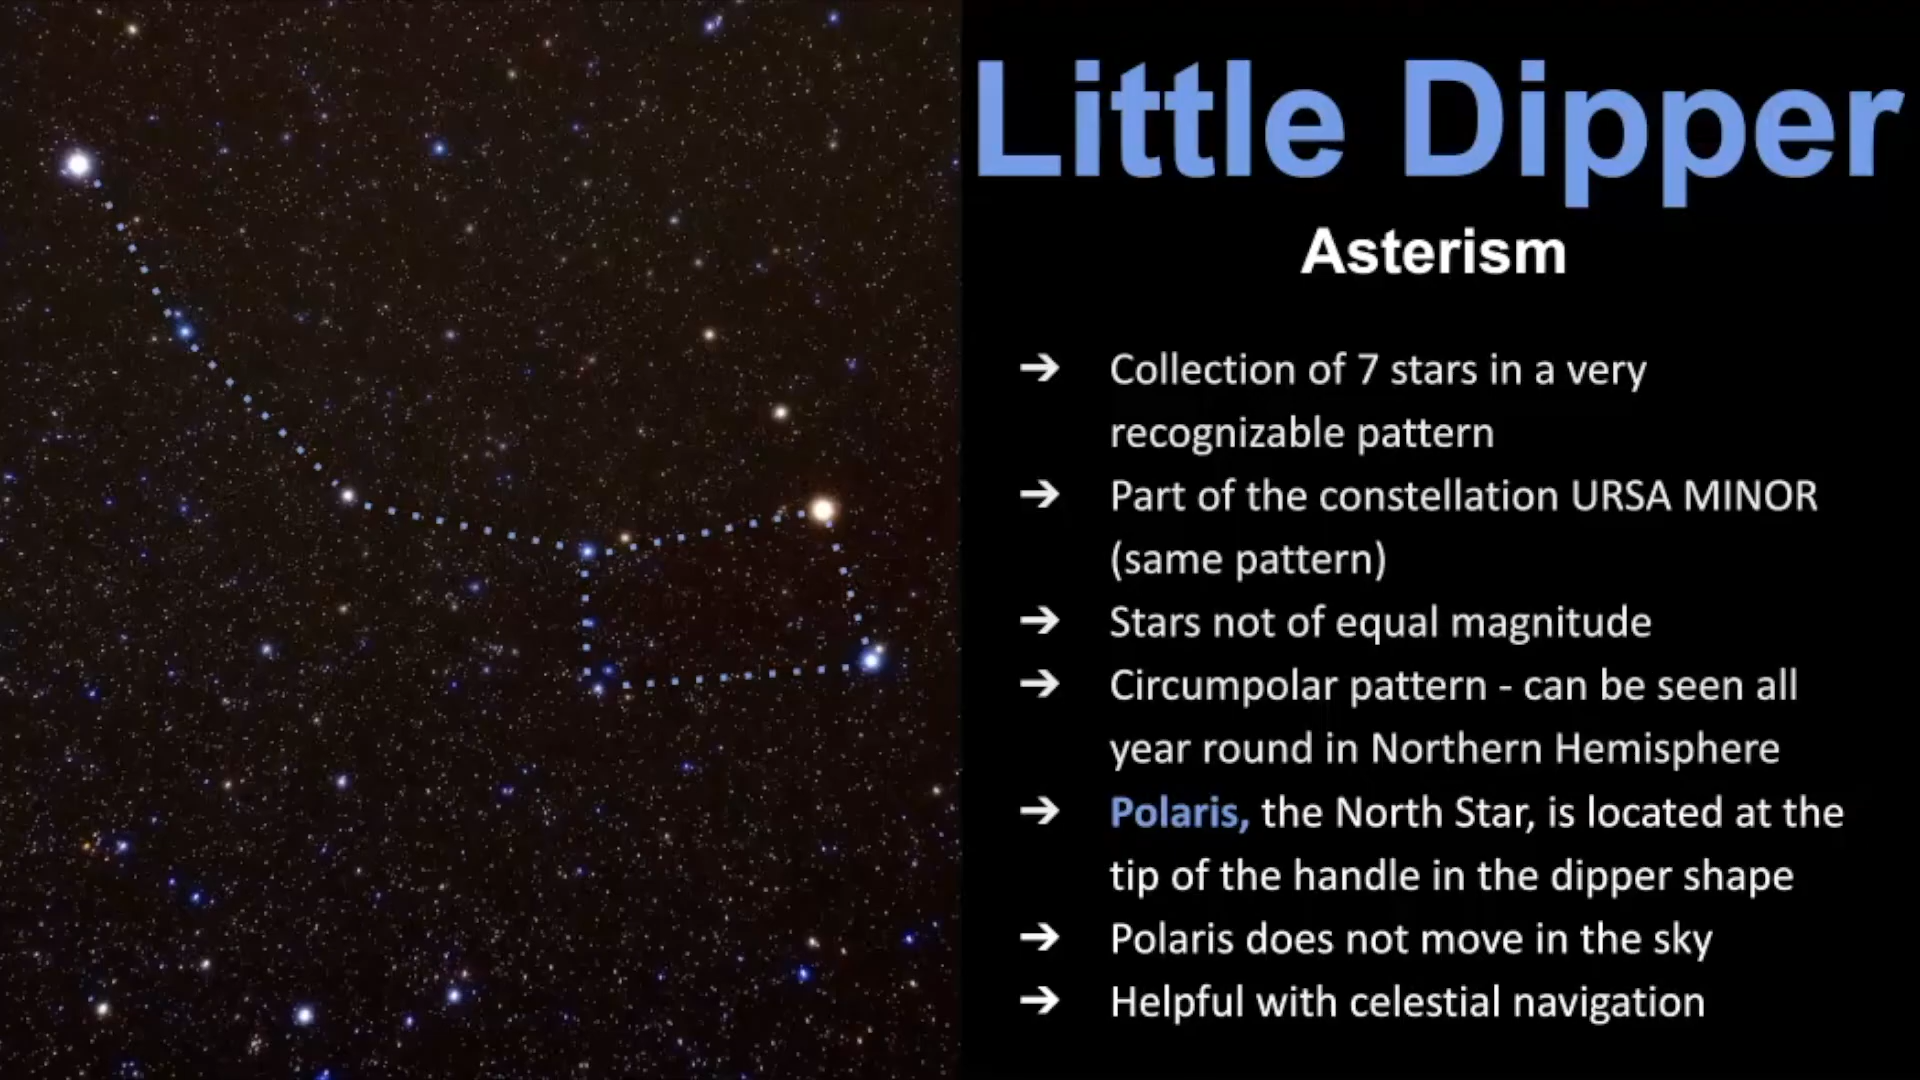 Little Dipper
Asterism
➔ Collection of 7 stars in a very
recognizable pattern
➔ Part of the constellation URSA MINOR
(same pattern)
➔ Stars not of equal magnitude
➔ Circumpolar pattern - can be seen all
year round in Northern Hemisphere
➔ Polaris, the North Star, is located at the
tip of the handle in the dipper shape
➔ Polaris does not move in the sky
➔ Helpful with celestial navigation